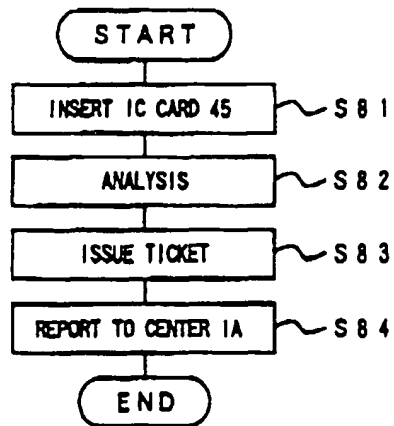 START
INSERT IC CARD 45 S81
ANALYSIS S82
ISSUE TICKET S83
REPORT TO CENTER 1A S84
END